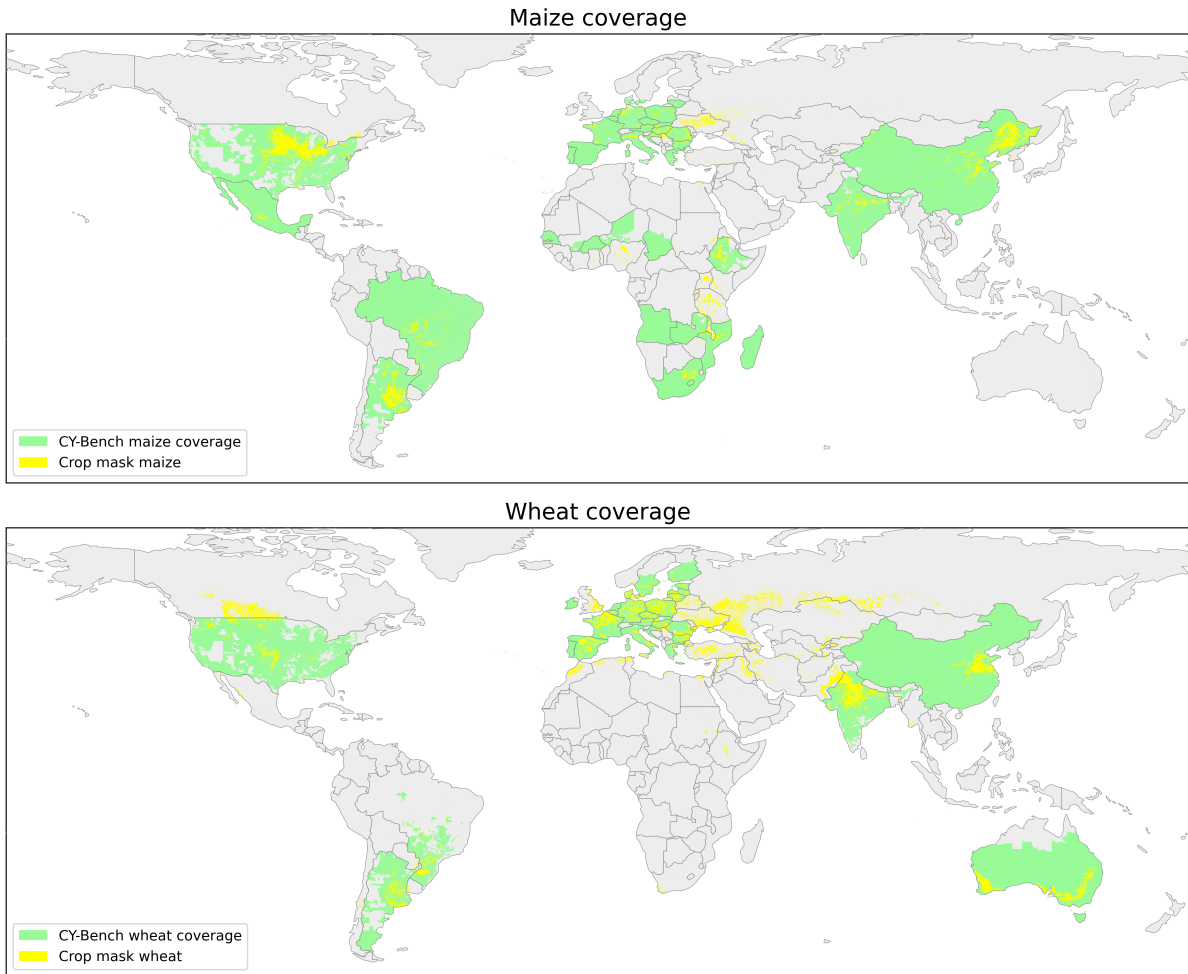 Maize coverage
CY-Bench maize coverage
Crop mask maize
Wheat coverage
CY-Bench wheat coverage
Crop mask wheat